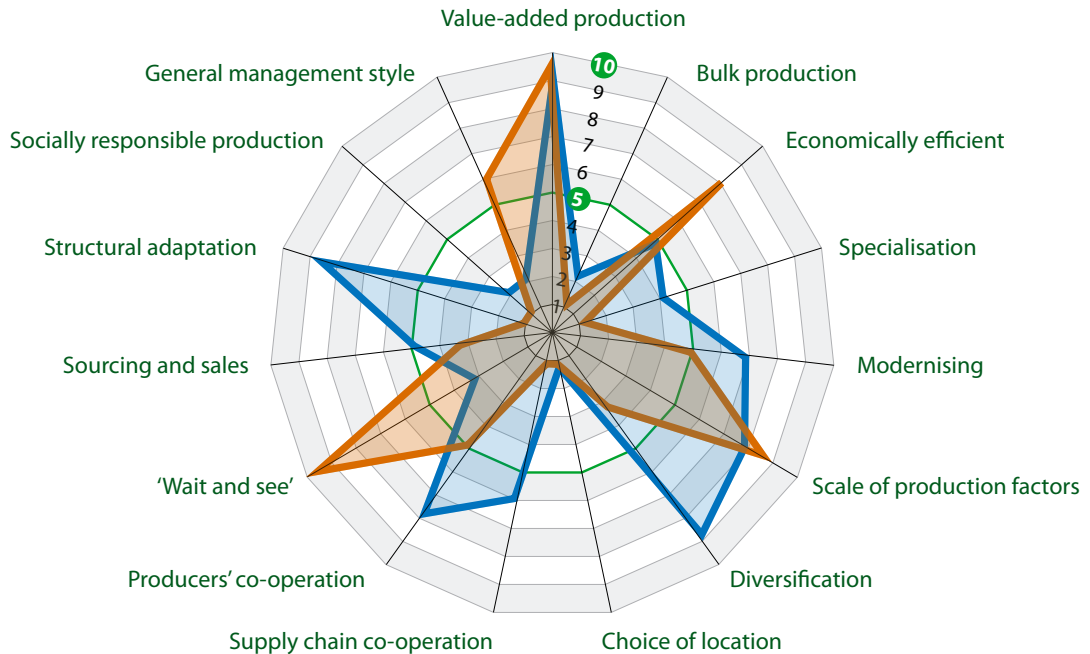 Value-added production
General management style
10
Bulk production
9
8
Socially responsible production
7
Economically efficient
6
5
4
Structural adaptation
3
Specialisation
2
1
Sourcing and sales
Modernising
‘Wait and see’
Scale of production factors
Producers’ co-operation
Diversification
Supply chain co-operation
Choice of location